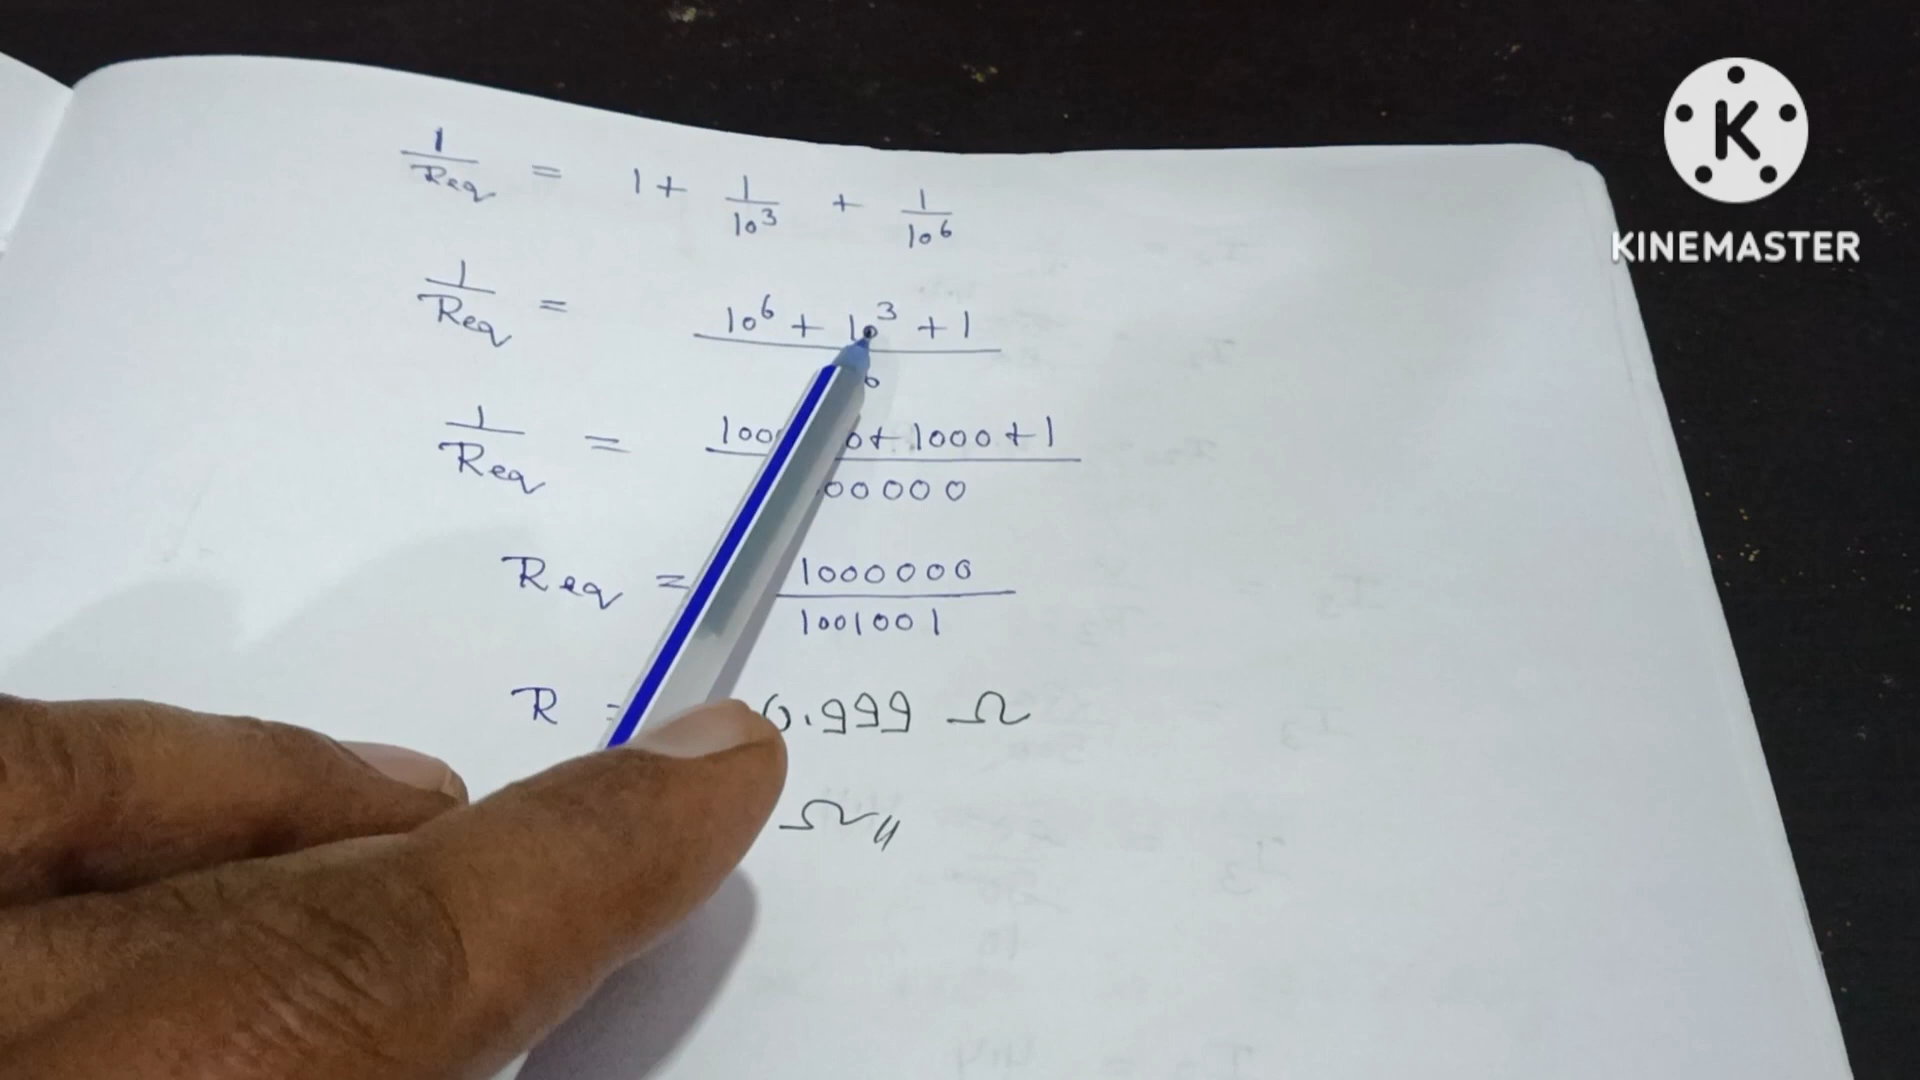 1/Req = 1 + 1/10³ + 1/10⁶
1/Req = 10⁶ + 10³ + 1 / 6
1/Req = 100 0 + 1000 + 1 / 00000
Req = 1000000 / 1001001
R = 0.999 Ω
Ω //
K
KINEMASTER